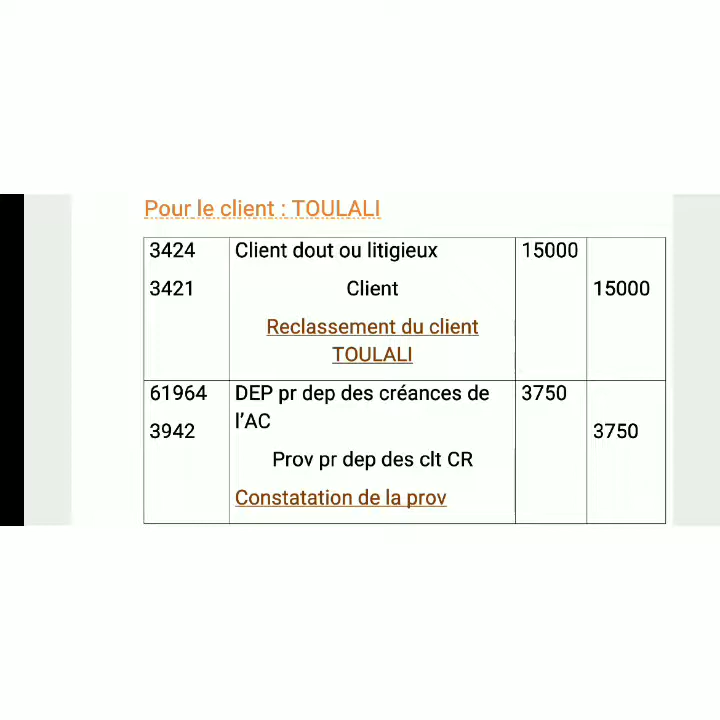 Pour le client : TOULALI
3424 Client dout ou litigieux 15000
3421 Client 15000
Reclassement du client
TOULALI
61964 DEP pr dep des créances de 3750
l'AC
3942 3750
Prov pr dep des clt CR
Constatation de la prov